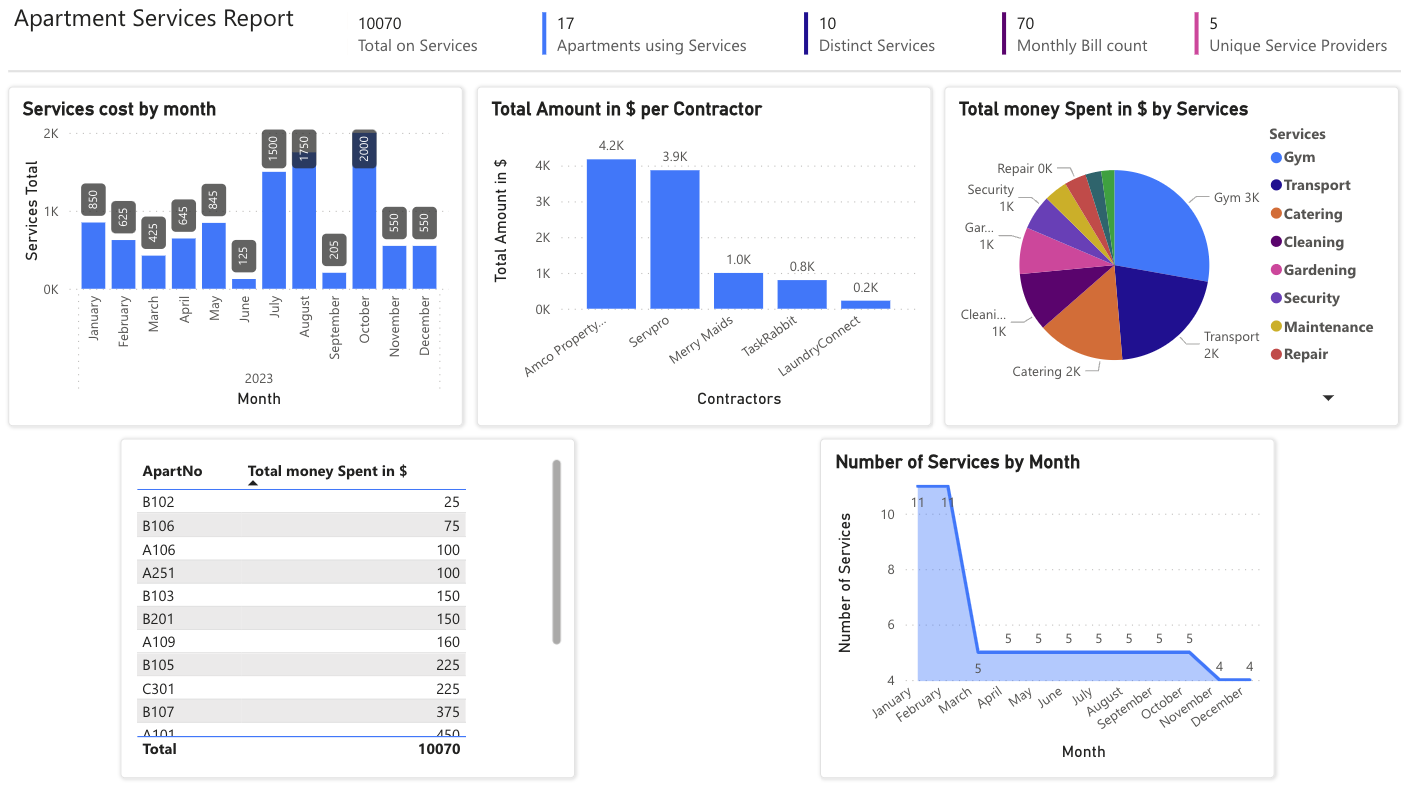 Apartment Services Report
10070
Total on Services
17
Apartments using Services
10
Distinct Services
70
Monthly Bill count
5
Unique Service Providers
Services cost by month
Services Total
2K
1K
0K
850
625
425
645
845
125
1500
1750
205
2000
550
550
January
February
March
April
May
June
July
August
September
October
November
December
2023
Month
Total Amount in $ per Contractor
Total Amount in $
4K
3K
2K
1K
0K
4.2K
3.9K
1.0K
0.8K
0.2K
Amco Property...
Servpro
Merry Maids
TaskRabbit
LaundryConnect
Contractors
Total money Spent in $ by Services
Repair 0K
Security
1K
Gar...
1K
Cleani...
1K
Catering 2K
Transport
2K
Gym 3K
Services
Gym
Transport
Catering
Cleaning
Gardening
Security
Maintenance
Repair
ApartNo Total money Spent in $
B102 25
B106 75
A106 100
A251 100
B103 150
B201 150
A109 160
B105 225
C301 225
B107 375
A101 450
Total 10070
Number of Services by Month
Number of Services
10
8
6
4
11
11
5
5
5
5
5
5
5
5
4
4
January
February
March
April
May
June
July
August
September
October
November
December
Month